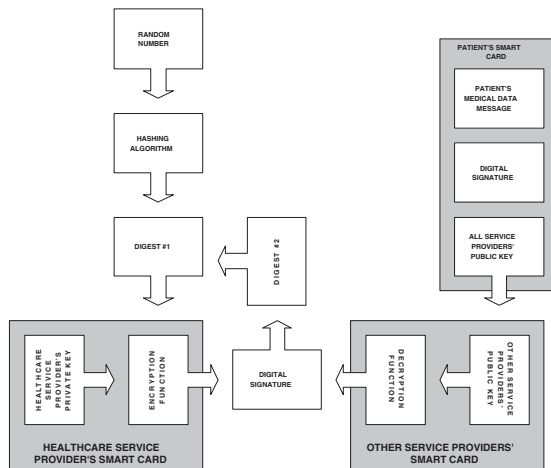 RANDOM
NUMBER
HASHING
ALGORITHM
DIGEST #1
DIGEST #2
PATIENT'S SMART
CARD
PATIENT'S
MEDICAL DATA
MESSAGE
DIGITAL
SIGNATURE
ALL SERVICE
PROVIDERS'
PUBLIC KEY
HEALTHCARE
SERVICE
PROVIDER'S
PRIVATE KEY
ENCRYPTION
FUNCTION
HEALTHCARE SERVICE
PROVIDER'S SMART CARD
DIGITAL
SIGNATURE
DECRYPTION
FUNCTION
OTHER SERVICE
PROVIDERS'
PUBLIC KEY
OTHER SERVICE PROVIDERS'
SMART CARD